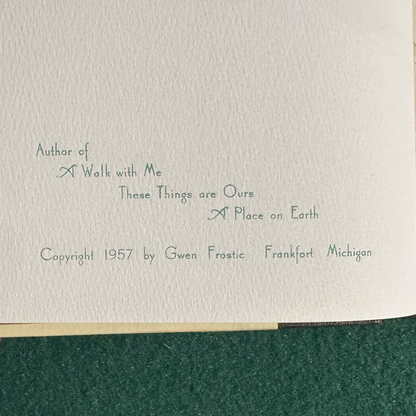 Author of
A Walk with Me
These Things are Ours
A Place on Earth
Copyright 1957 by Gwen Frostic Frankfort Michigan